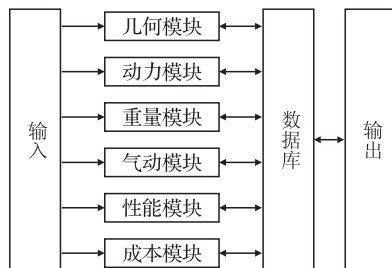 输入
几何模块
动力模块
重量模块
气动模块
性能模块
成本模块
数据库
输出